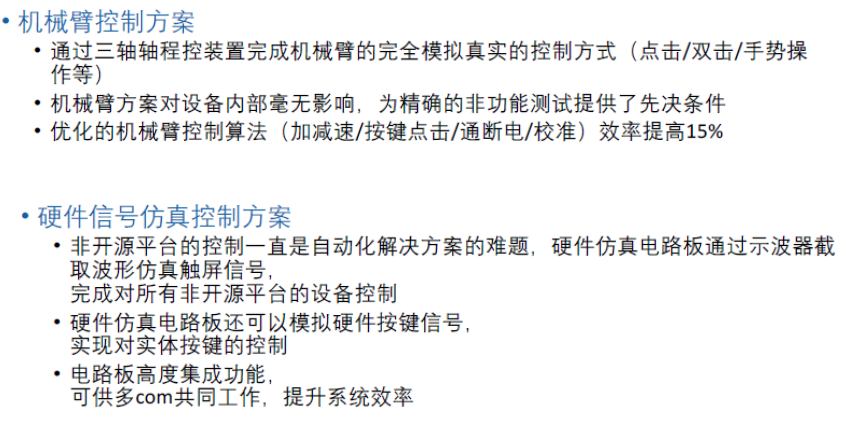 • 机械臂控制方案
• 通过三轴轴程控装置完成机械臂的完全模拟真实的控制方式（点击/双击/手势操
作等）
• 机械臂方案对设备内部毫无影响，为精确的非功能测试提供了先决条件
• 优化的机械臂控制算法（加减速/按键点击/通断电/校准）效率提高15%
• 硬件信号仿真控制方案
• 非开源平台的控制一直是自动化解决方案的难题，硬件仿真电路板通过示波器截
取波形仿真触屏信号，
完成对所有非开源平台的设备控制
• 硬件仿真电路板还可以模拟硬件按键信号，
实现对实体按键的控制
• 电路板高度集成功能，
可供多com共同工作，提升系统效率